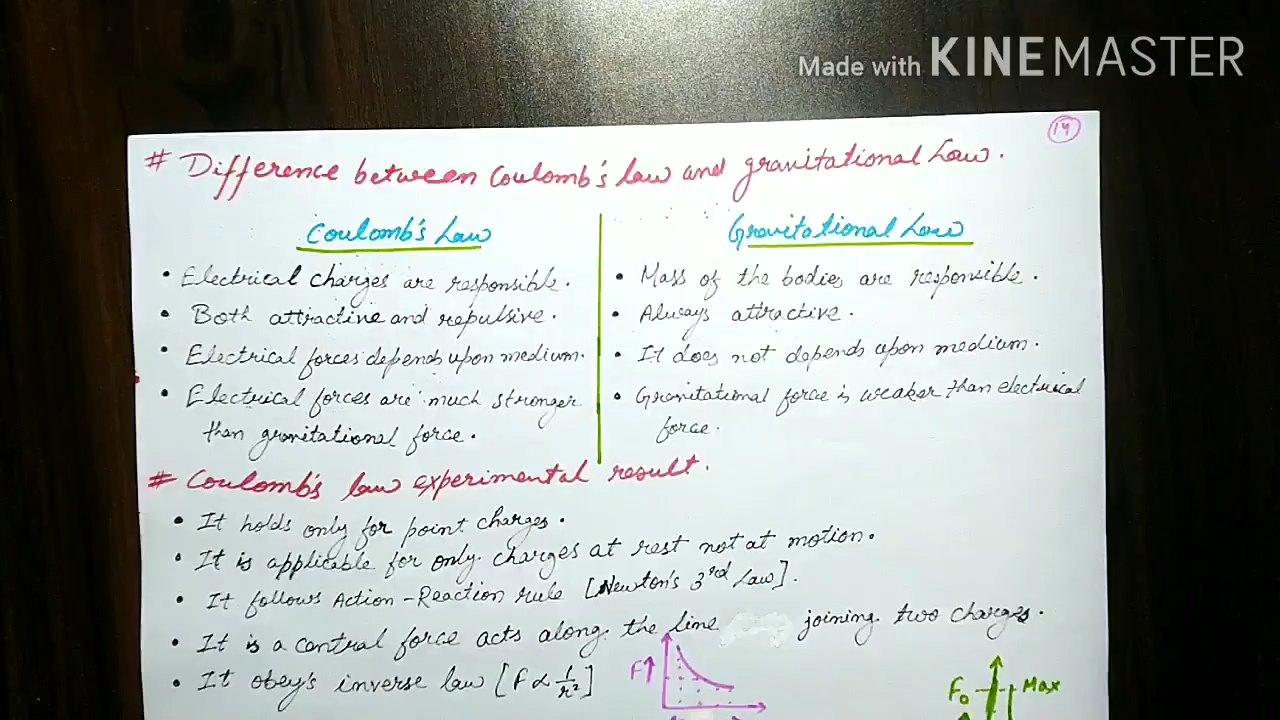 Made with KINEMASTER
14
# Difference between Coulomb's law and gravitational Law.
Coulomb's Law
Gravitational Law
• Electrical charges are responsible.
• Both attractive and repulsive.
• Electrical forces depends upon medium.
• Electrical forces are much stronger
than gravitational force.
• Mass of the bodies are responsible.
• Always attractive.
• It does not depends upon medium.
• Gravitational force is weaker than electrical
force.
# Coulomb's law experimental result.
• It holds only for point charges.
• It is applicable for only charges at rest not at motion.
• It follows Action-Reaction rule [Newton's 3rd Law].
• It is a central force acts along the line joining two charges.
• It obey's inverse law [F ∝ 1/r²]
F↑
F₀ Max